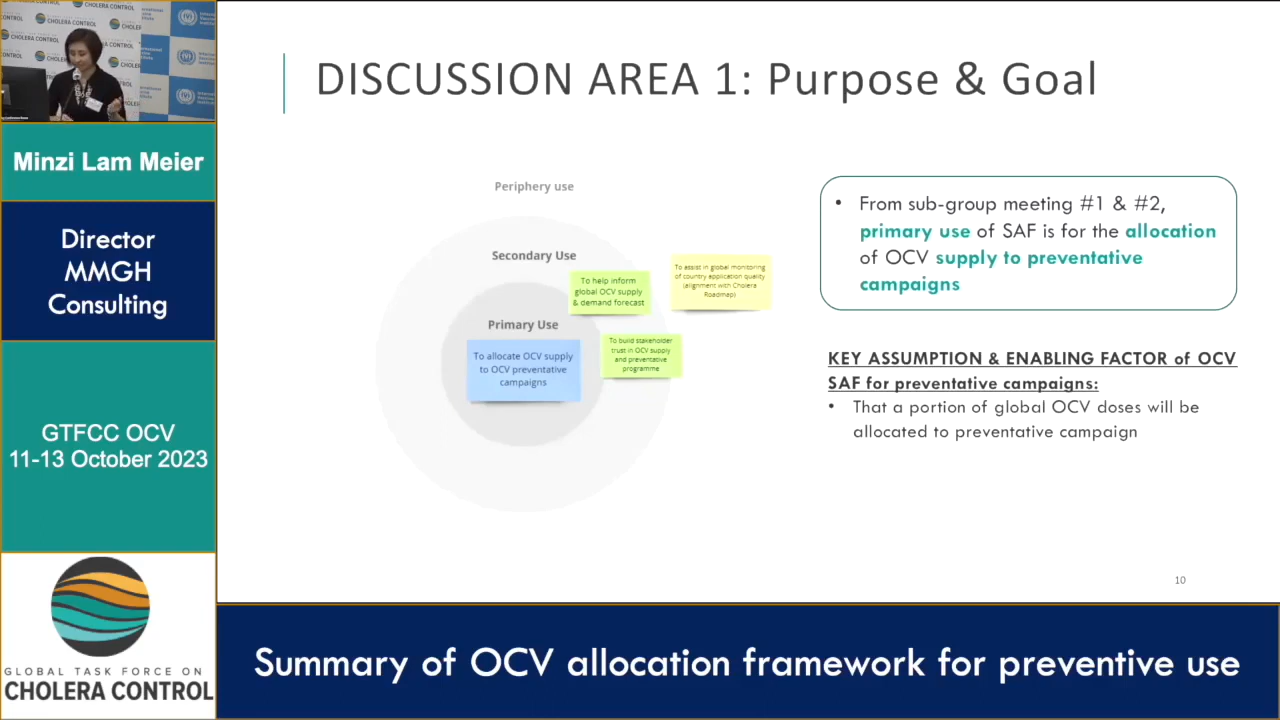 CHOLERA CONTROL
CHOLERA CONTROL
CHOLERA CONTROL
Minzi Lam Meier
Director
MMGH
Consulting
GTFCC OCV
11-13 October 2023
GLOBAL TASK FORCE ON
CHOLERA CONTROL
DISCUSSION AREA 1: Purpose & Goal
Periphery use
Secondary Use
To help inform
global OCV supply
& demand forecast
To assist in global monitoring
of country application quality
(alignment with Cholera
Roadmap)
Primary Use
To allocate OCV supply
to OCV preventative
campaigns
To build stakeholder
trust in OCV supply
and preventative
programme
• From sub-group meeting #1 & #2,
primary use of SAF is for the allocation
of OCV supply to preventative
campaigns
KEY ASSUMPTION & ENABLING FACTOR of OCV
SAF for preventative campaigns:
• That a portion of global OCV doses will be
allocated to preventative campaign
10
Summary of OCV allocation framework for preventive use